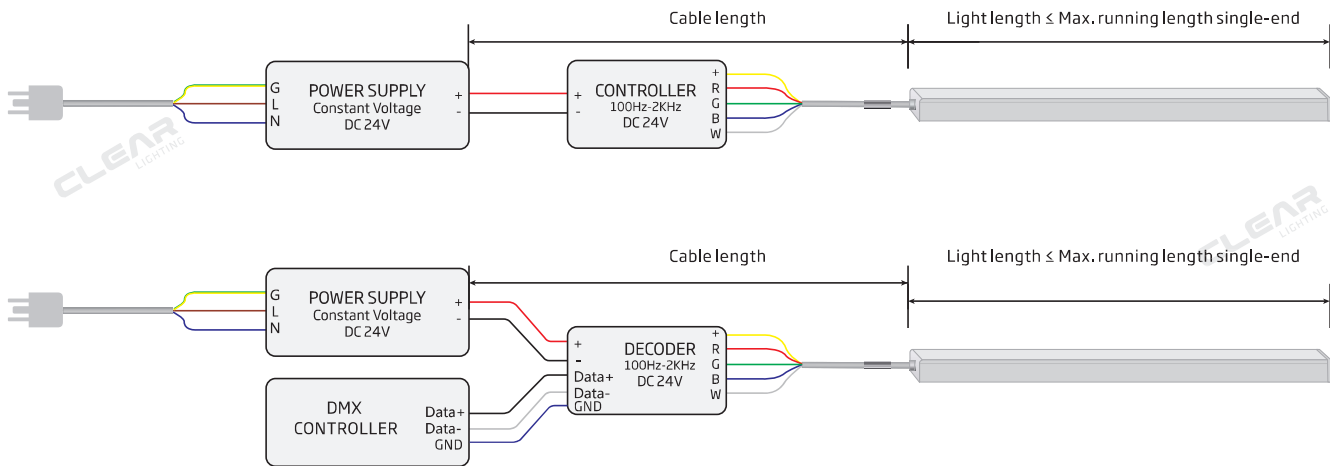 Cable length
Light length ≤ Max. running length single-end
G
L
N
POWER SUPPLY
Constant Voltage
DC 24V
+
-
+
-
CONTROLLER
100Hz-2KHz
DC 24V
+
R
G
B
W
CLEAR
LIGHTING
Cable length
Light length ≤ Max. running length single-end
CLEAR
LIGHTING
G
L
N
POWER SUPPLY
Constant Voltage
DC 24V
+
-
+
-
Data+
Data-
GND
DECODER
100Hz-2KHz
DC 24V
+
R
G
B
W
DMX
CONTROLLER
Data+
Data-
GND